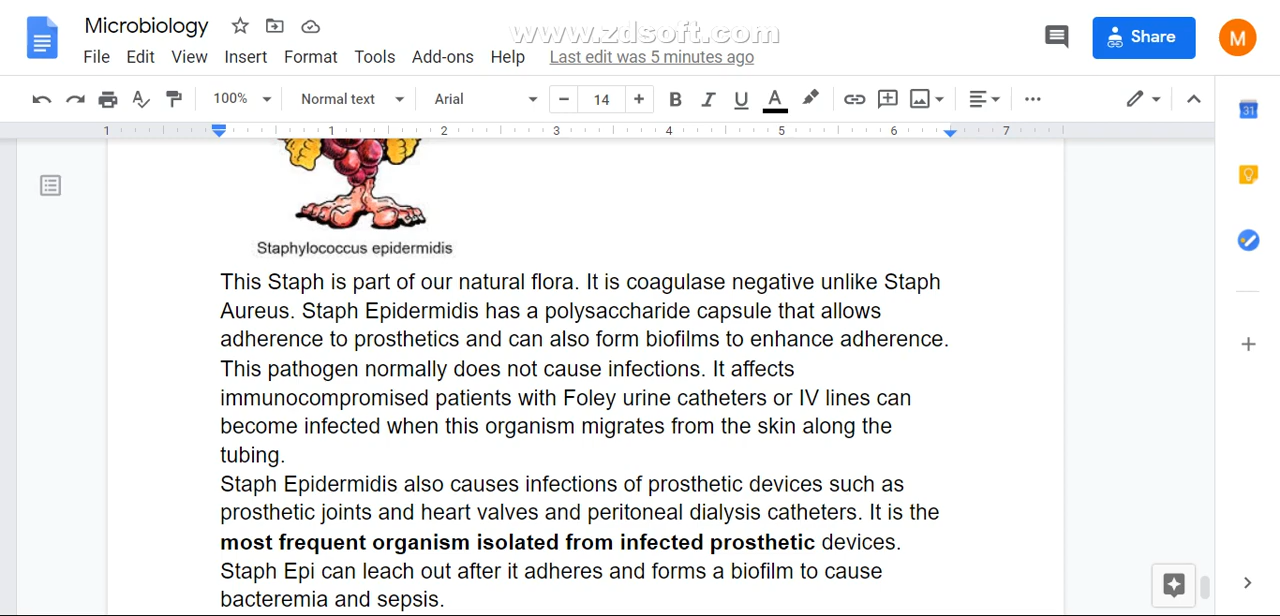 Microbiology
www.zdsoft.com
Share
M
File Edit View Insert Format Tools Add-ons Help Last edit was 5 minutes ago
100% Normal text Arial 14 B I U A
1 1 2 3 4 5 6 7
31
Staphylococcus epidermidis
This Staph is part of our natural flora. It is coagulase negative unlike Staph
Aureus. Staph Epidermidis has a polysaccharide capsule that allows
adherence to prosthetics and can also form biofilms to enhance adherence.
This pathogen normally does not cause infections. It affects
immunocompromised patients with Foley urine catheters or IV lines can
become infected when this organism migrates from the skin along the
tubing.
Staph Epidermidis also causes infections of prosthetic devices such as
prosthetic joints and heart valves and peritoneal dialysis catheters. It is the
most frequent organism isolated from infected prosthetic devices.
Staph Epi can leach out after it adheres and forms a biofilm to cause
bacteremia and sepsis.